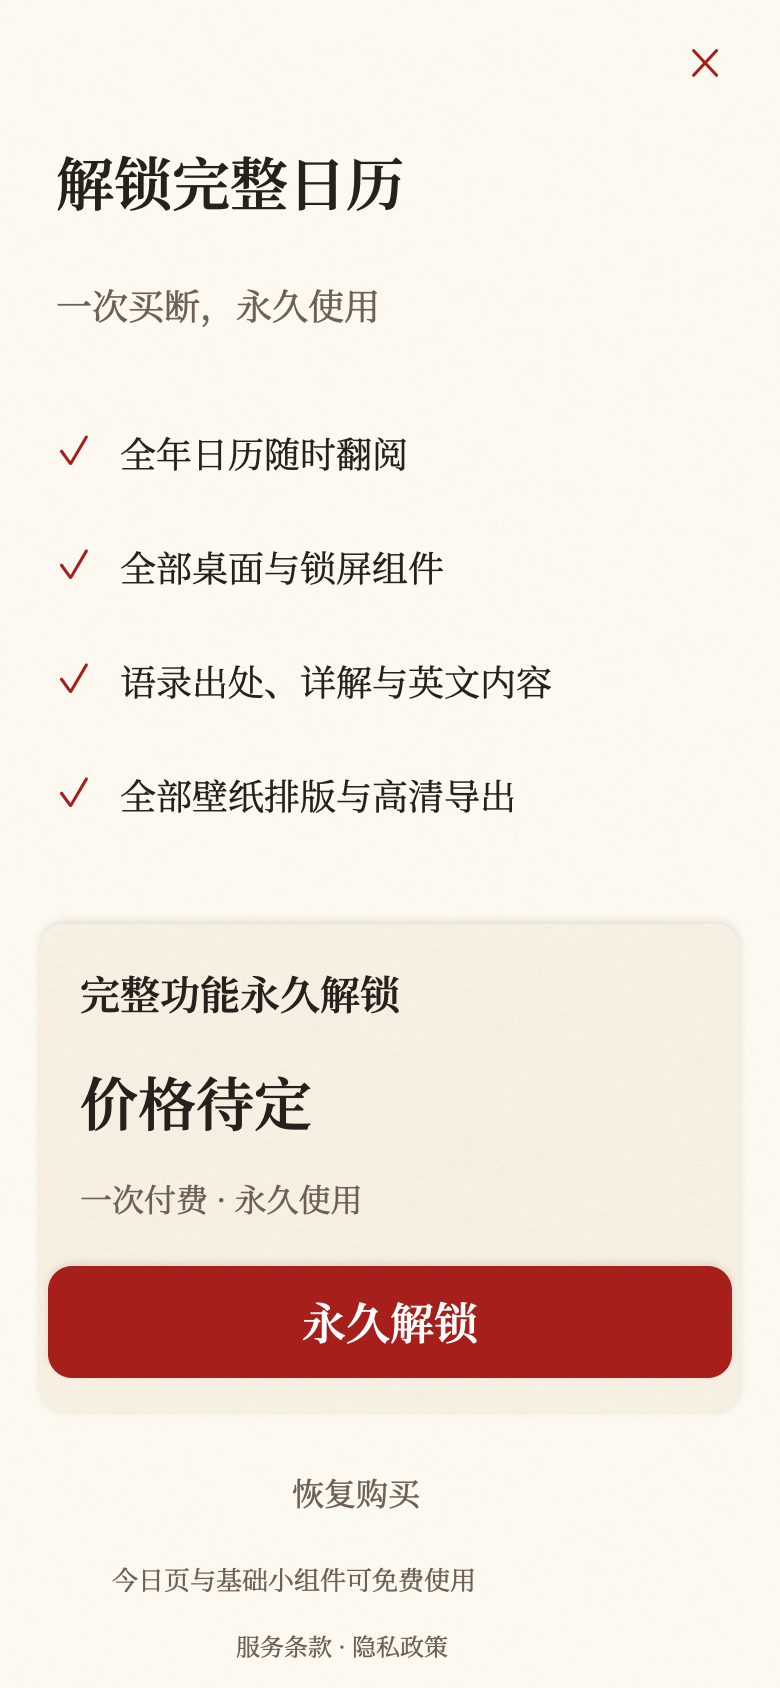 解锁完整日历
一次买断，永久使用
全年日历随时翻阅
全部桌面与锁屏组件
语录出处、详解与英文内容
全部壁纸排版与高清导出
完整功能永久解锁
价格待定
一次付费 · 永久使用
永久解锁
恢复购买
今日页与基础小组件可免费使用
服务条款 · 隐私政策